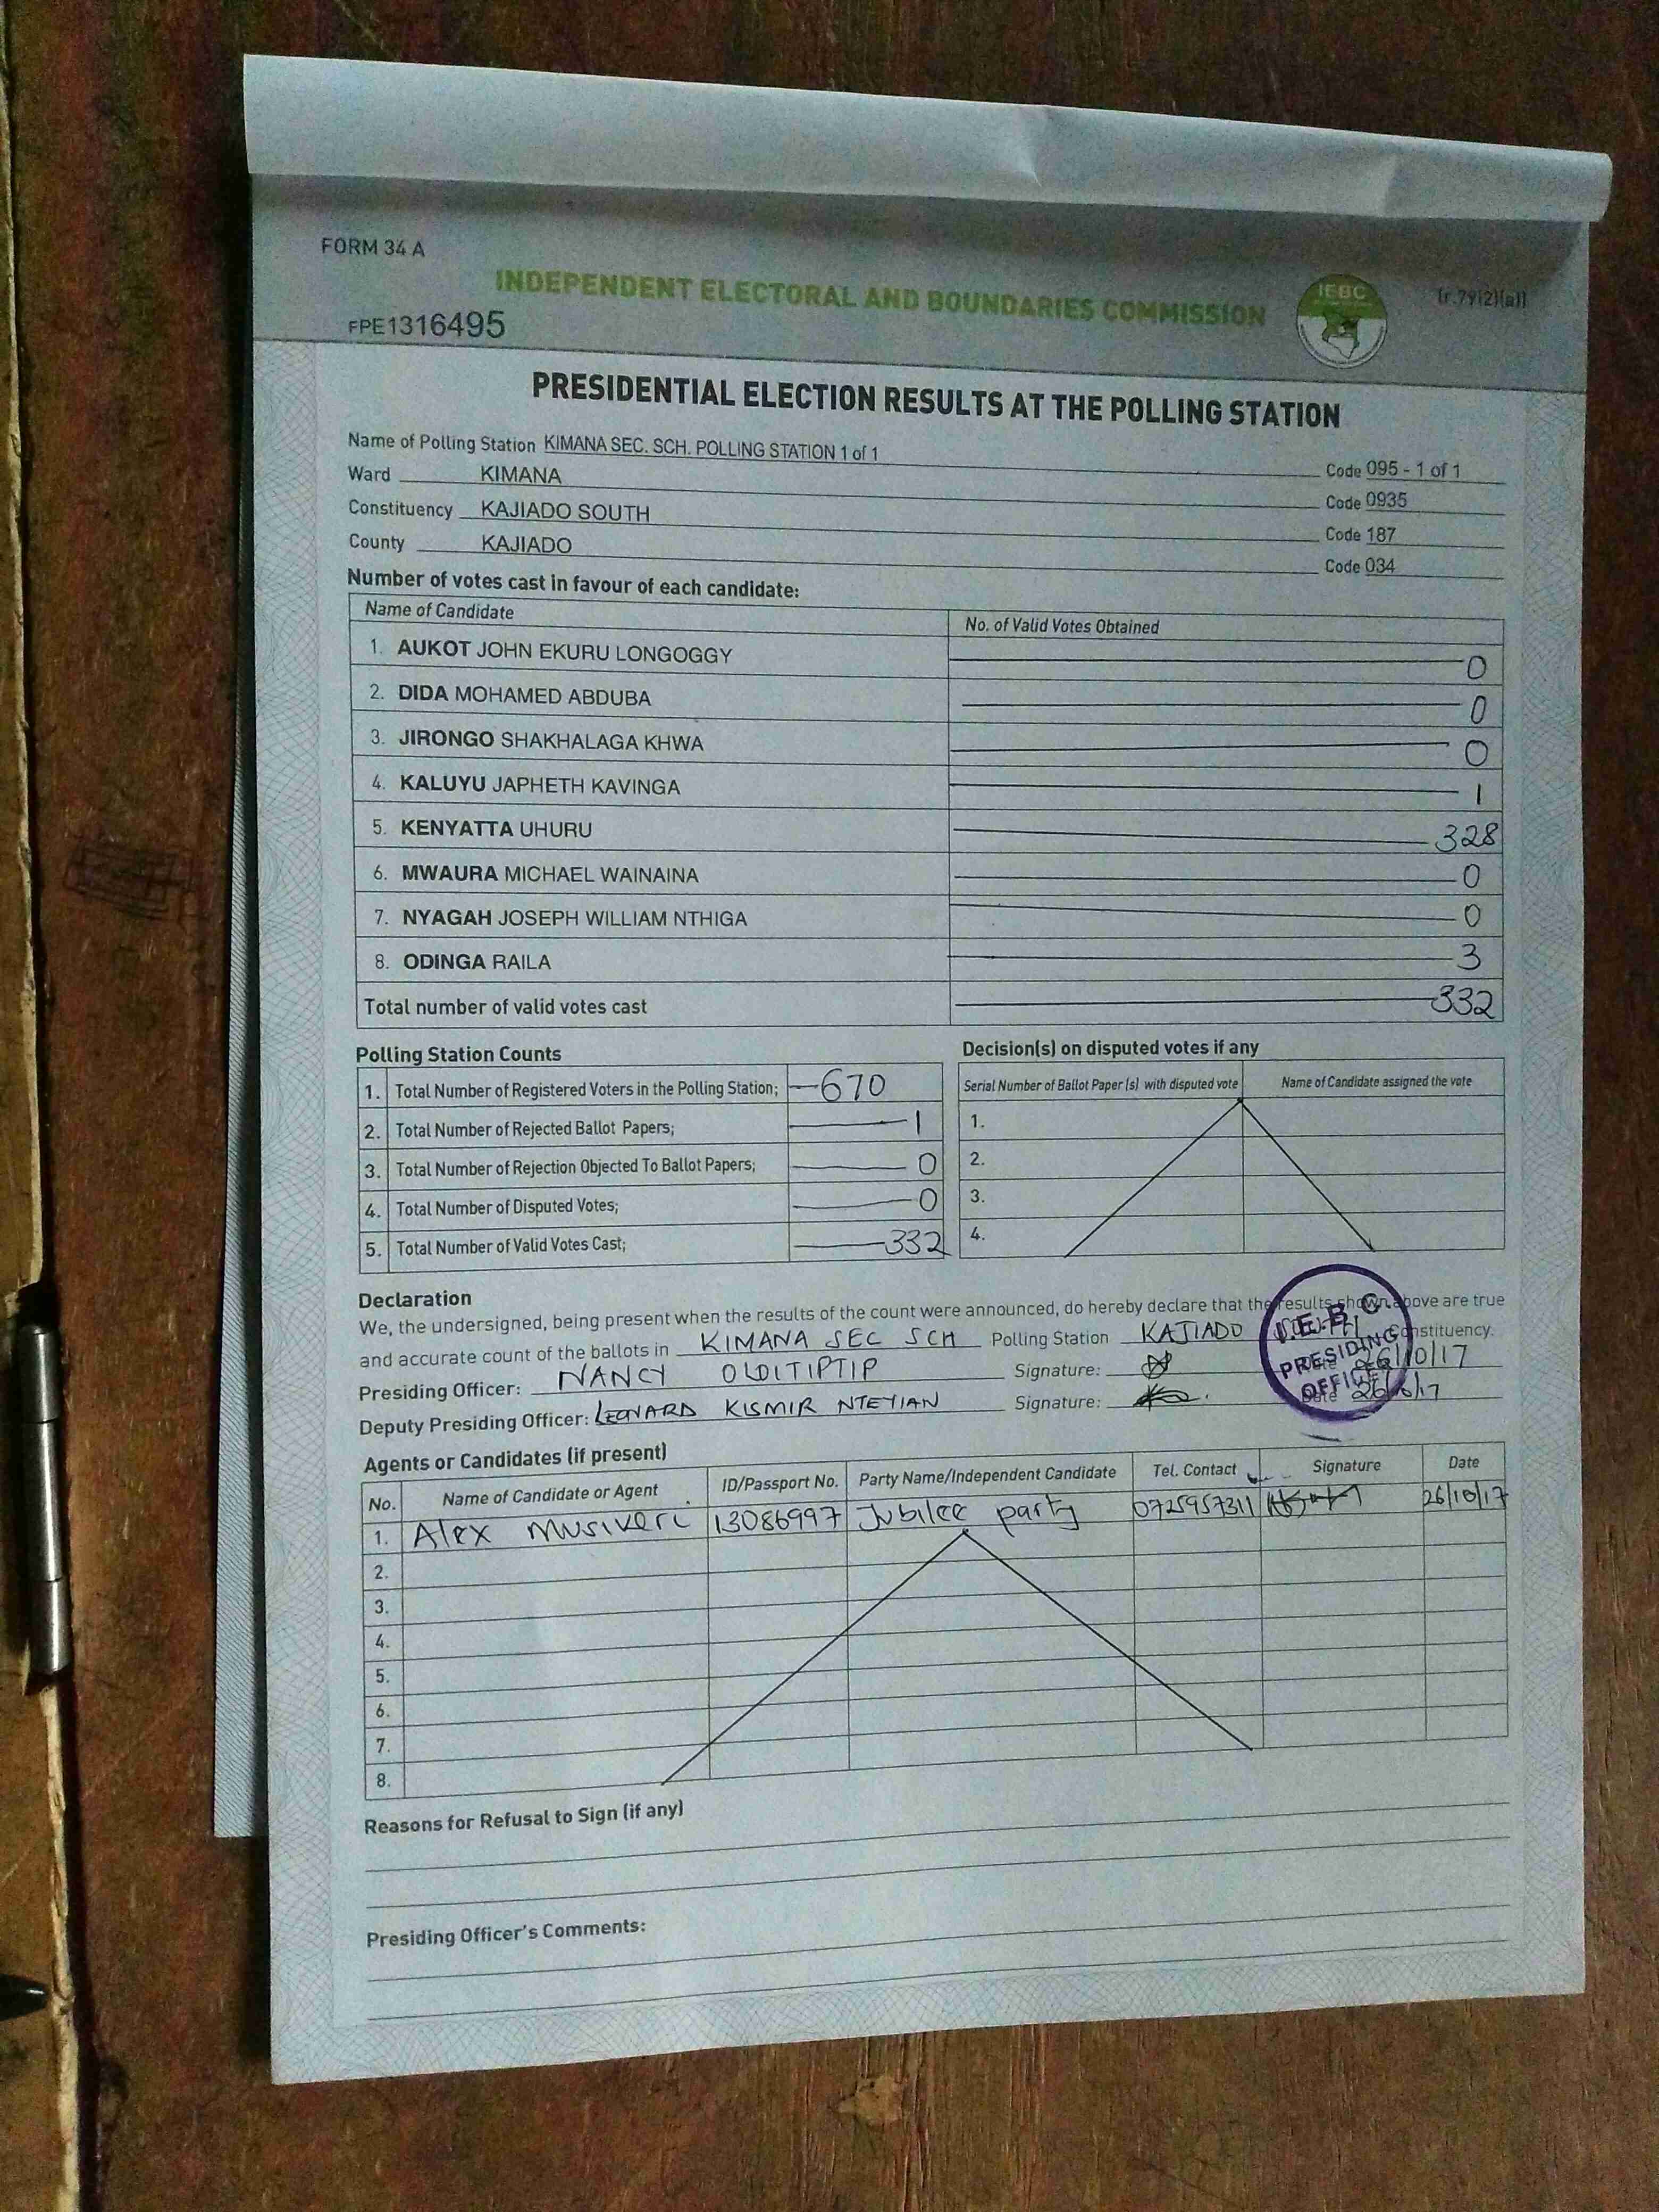 FORM 34 A
INDEPENDENT ELECTORAL AND BOUNDARIES COMMISSION
IEBC
(r.79(2)(a))
FPE1316495
PRESIDENTIAL ELECTION RESULTS AT THE POLLING STATION
Name of Polling Station KIMANA SEC. SCH. POLLING STATION 1 of 1 Code 095 - 1 of 1
Ward KIMANA Code 0935
Constituency KAJIADO SOUTH Code 187
County KAJIADO Code 034
Number of votes cast in favour of each candidate:
Name of Candidate No. of Valid Votes Obtained
1. AUKOT JOHN EKURU LONGOGGY 0
2. DIDA MOHAMED ABDUBA 0
3. JIRONGO SHAKHALAGA KHWA 0
4. KALUYU JAPHETH KAVINGA 1
5. KENYATTA UHURU 328
6. MWAURA MICHAEL WAINAINA 0
7. NYAGAH JOSEPH WILLIAM NTHIGA 0
8. ODINGA RAILA 3
Total number of valid votes cast 332
Polling Station Counts
1. Total Number of Registered Voters in the Polling Station; 670
2. Total Number of Rejected Ballot Papers; 1
3. Total Number of Rejection Objected To Ballot Papers; 0
4. Total Number of Disputed Votes; 0
5. Total Number of Valid Votes Cast; 332
Decision(s) on disputed votes if any
Serial Number of Ballot Paper (s) with disputed vote Name of Candidate assigned the vote
1.
2.
3.
4.
Declaration
We, the undersigned, being present when the results of the count were announced, do hereby declare that the results shown above are true
and accurate count of the ballots in KIMANA SEC SCH Polling Station KAJIADO SOUTH Constituency.
Presiding Officer: NANCY OLOITIPTIP Signature: Date 26/10/17
Deputy Presiding Officer: LEONARD KISMIR NTEYIAN Signature: Date 26/10/17
I.E.B.C
PRESIDING
OFFICER
Agents or Candidates (if present)
No. Name of Candidate or Agent ID/Passport No. Party Name/Independent Candidate Tel. Contact Signature Date
1. Alex 13086997 Jubilee party 0725957311 26/10/17
2.
3.
4.
5.
6.
7.
8.
Reasons for Refusal to Sign (if any)
Presiding Officer's Comments: